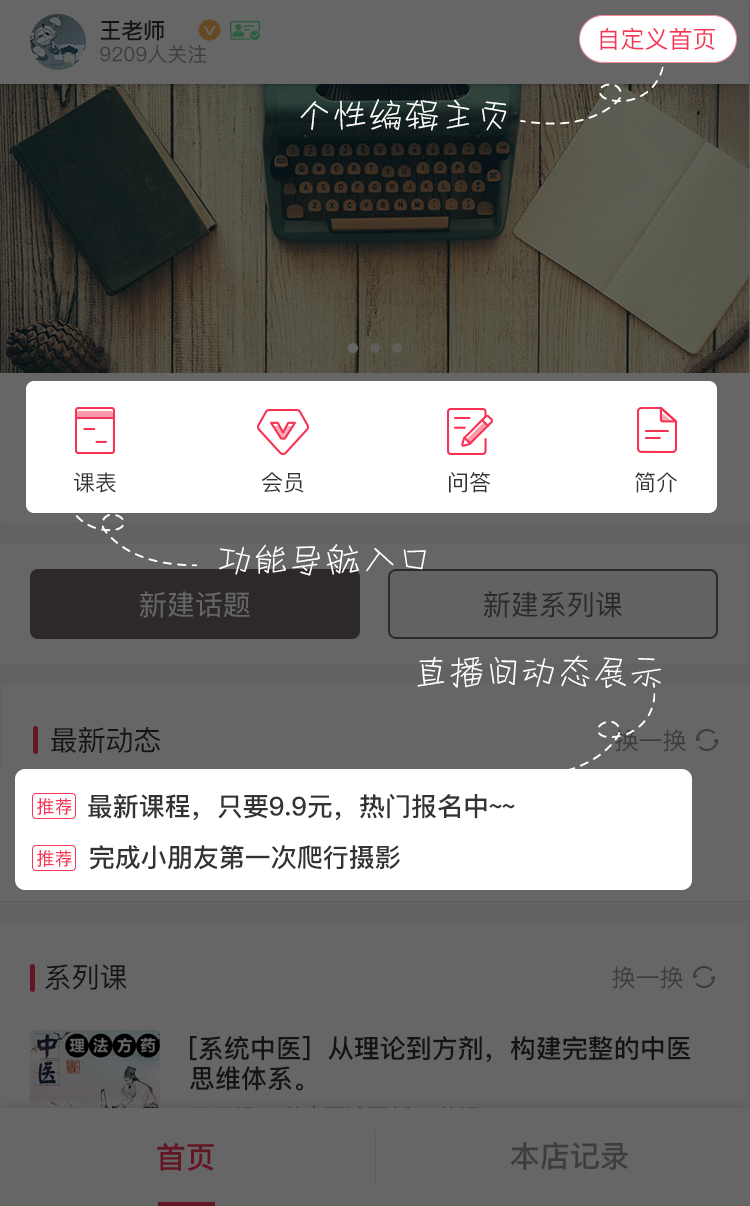 王老师
9209人关注
自定义首页
个性编辑主页
课表
会员
问答
简介
功能导航入口
新建话题
新建系列课
直播间动态展示
最新动态
换一换
推荐 最新课程，只要9.9元，热门报名中~~
推荐 完成小朋友第一次爬行摄影
系列课
换一换
中医
理法方药
[系统中医] 从理论到方剂，构建完整的中医
思维体系。
首页
本店记录